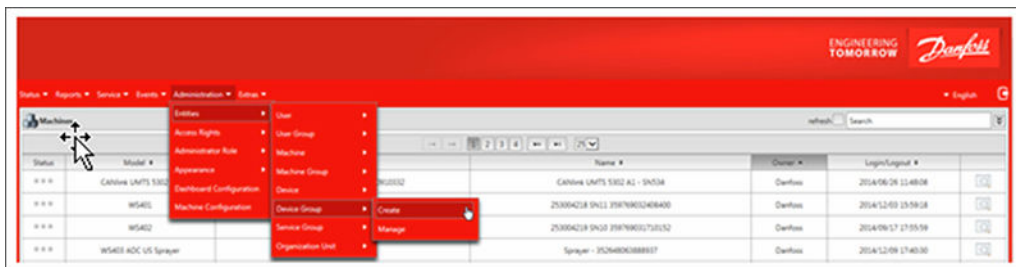 ENGINEERING
TOMORROW
Danfoss
Status Reports Service Events Administration Extras English
Machines refresh Search
Entities User
Access Rights User Group
Administrator Role Machine
Appearance Machine Group
Dashboard Configuration Device
Machine Configuration Device Group Create
Service Group Manage
Organization Unit
1 2 3 4 25
Status Model Name Owner Login/Logout
CANlink UMTS 5302 CANlink UMTS 5302 A1 - SN534 Danfoss 2014/08/26 11:48:08
WS401 253004218 SN11 359769032406400 Danfoss 2014/12/03 15:59:18
WS402 253004219 SN10 359769031710152 Danfoss 2014/09/17 17:55:59
WS403 ADC US Sprayer Sprayer - 352648063888937 Danfoss 2014/12/09 17:40:30